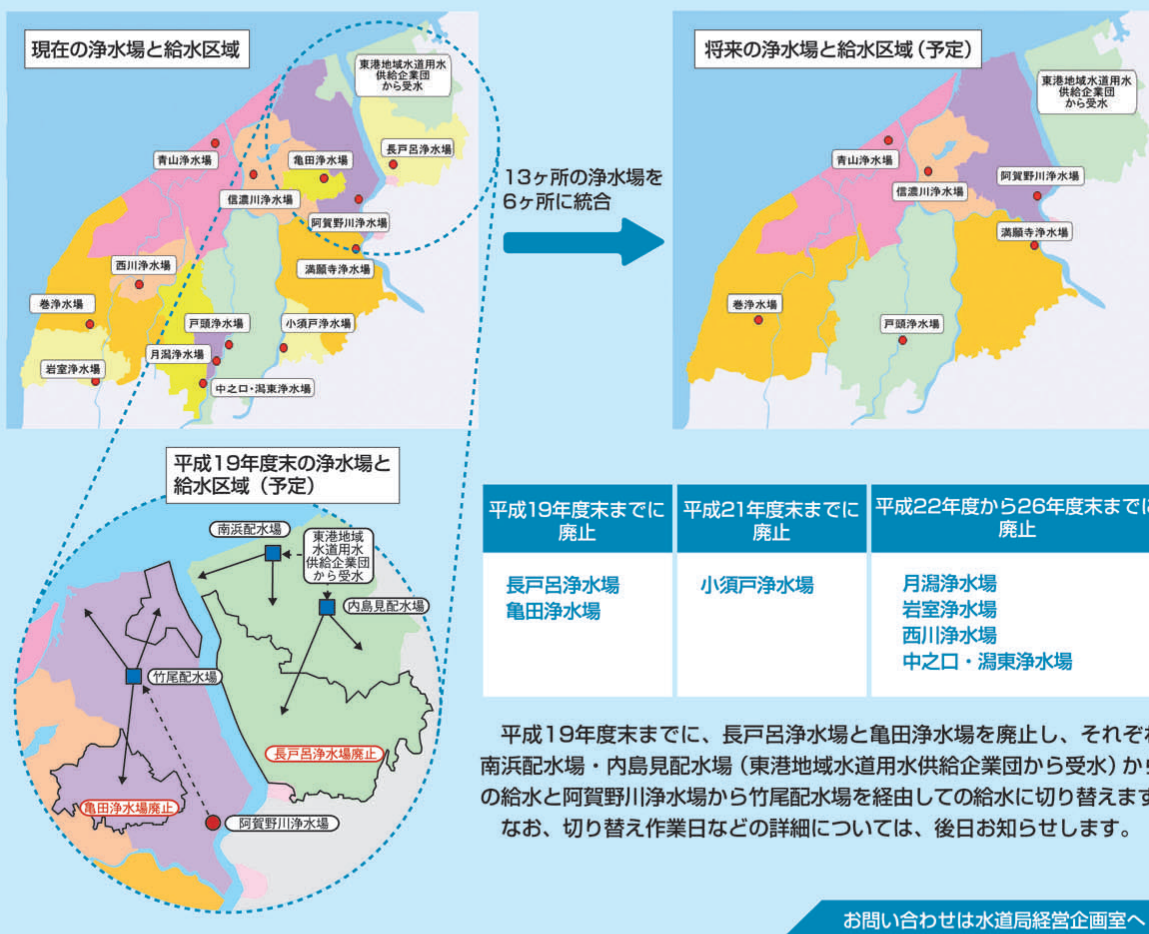 現在の浄水場と給水区域
東港地域水道用水
供給企業団
から受水
青山浄水場
亀田浄水場
長戸呂浄水場
信濃川浄水場
阿賀野川浄水場
満願寺浄水場
西川浄水場
巻浄水場
戸頭浄水場
小須戸浄水場
月潟浄水場
岩室浄水場
中之口・潟東浄水場
13ヶ所の浄水場を
6ヶ所に統合
将来の浄水場と給水区域(予定)
東港地域水道用水
供給企業団
から受水
青山浄水場
信濃川浄水場
阿賀野川浄水場
満願寺浄水場
巻浄水場
戸頭浄水場
平成19年度末の浄水場と
給水区域(予定)
南浜配水場
東港地域
水道用水
供給企業団
から受水
内島見配水場
竹尾配水場
長戸呂浄水場廃止
亀田浄水場廃止
阿賀野川浄水場
平成19年度末までに
廃止
平成21年度末までに
廃止
平成22年度から26年度末までに
廃止
長戸呂浄水場
亀田浄水場
小須戸浄水場
月潟浄水場
岩室浄水場
西川浄水場
中之口・潟東浄水場
平成19年度末までに、長戸呂浄水場と亀田浄水場を廃止し、それぞれ
南浜配水場・内島見配水場(東港地域水道用水供給企業団から受水)から
の給水と阿賀野川浄水場から竹尾配水場を経由しての給水に切り替えます
なお、切り替え作業日などの詳細については、後日お知らせします。
お問い合わせは水道局経営企画室へ